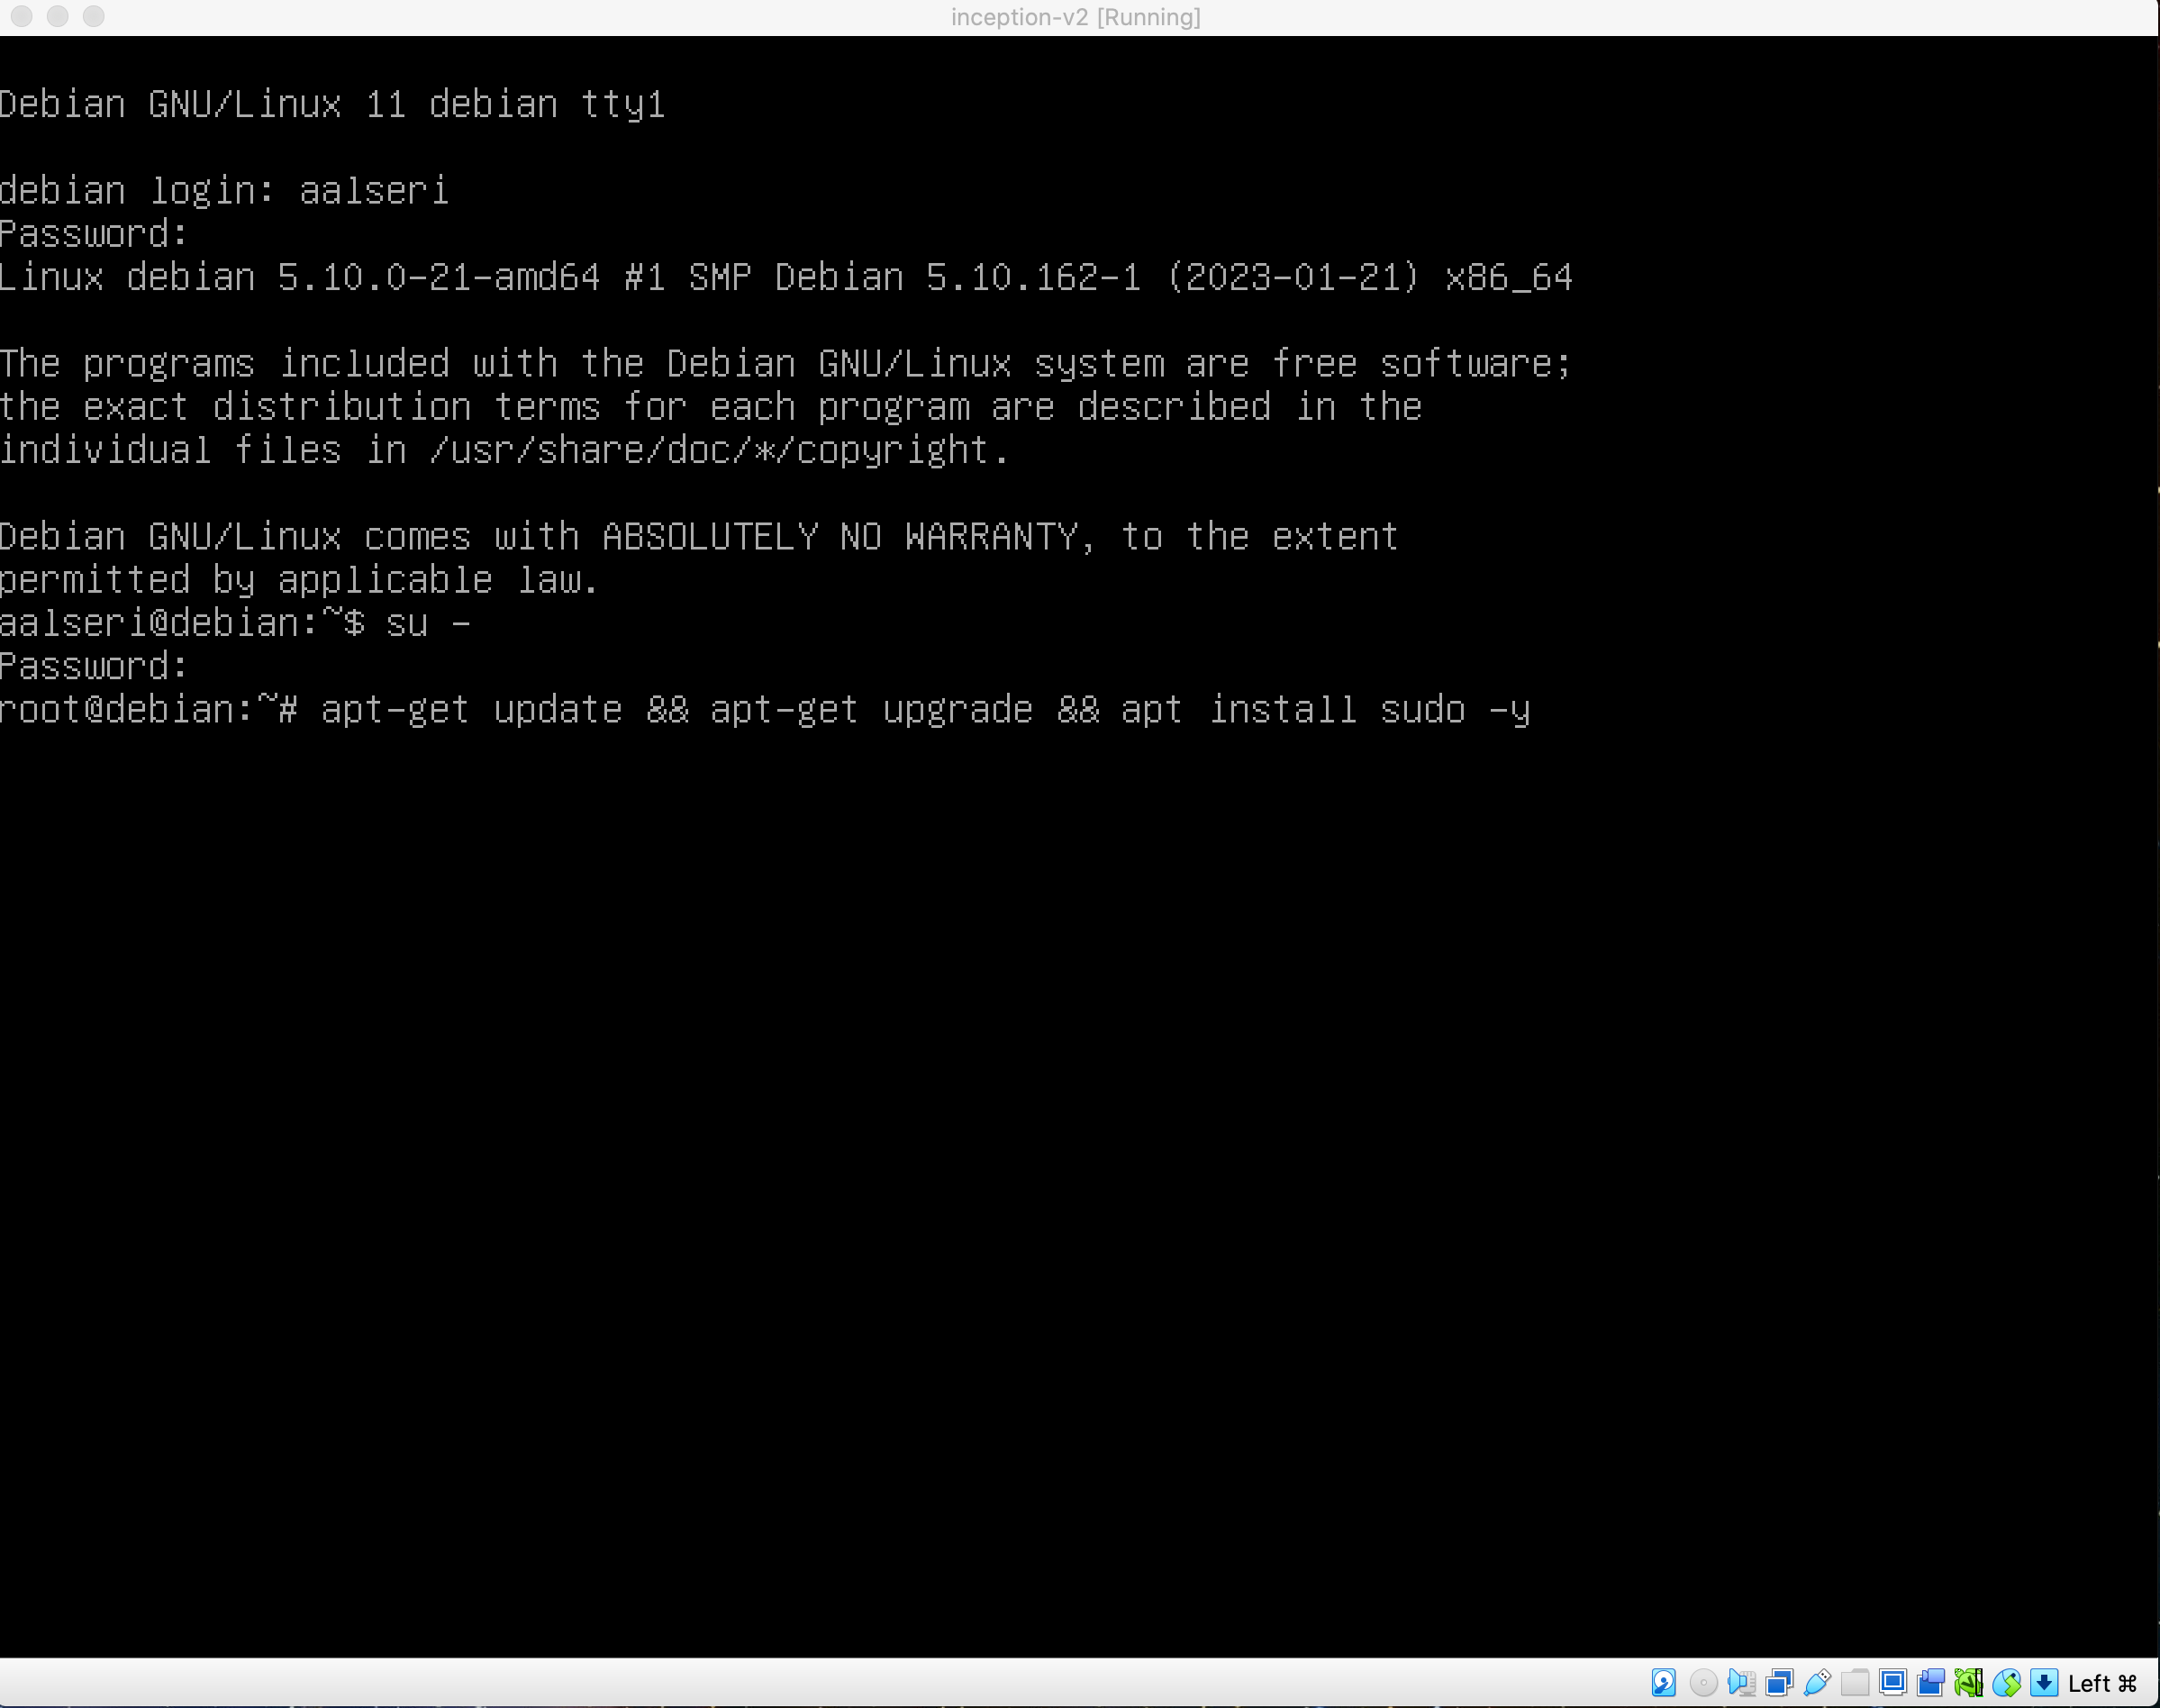 inception-v2 [Running]
Debian GNU/Linux 11 debian tty1
debian login: aalseri
Password:
Linux debian 5.10.0-21-amd64 #1 SMP Debian 5.10.162-1 (2023-01-21) x86_64
The programs included with the Debian GNU/Linux system are free software;
the exact distribution terms for each program are described in the
individual files in /usr/share/doc/*/copyright.
Debian GNU/Linux comes with ABSOLUTELY NO WARRANTY, to the extent
permitted by applicable law.
aalseri@debian:~$ su -
Password:
root@debian:~# apt-get update && apt-get upgrade && apt install sudo -y
Left ⌘